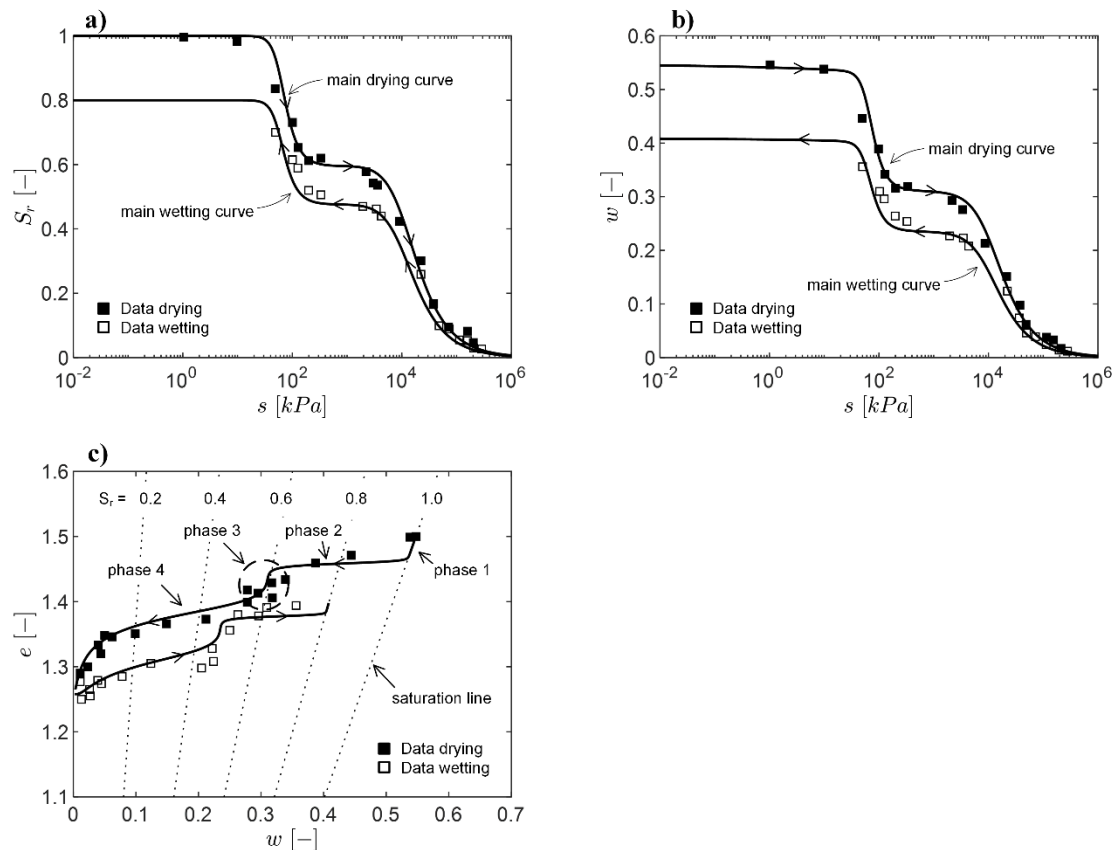 a)
1
0.8
0.6
0.4
0.2
0
S_r [−]
main drying curve
main wetting curve
Data drying
Data wetting
10^-2 10^0 10^2 10^4 10^6
s [kPa]
b)
0.6
0.5
0.4
0.3
0.2
0.1
0
w [−]
main drying curve
main wetting curve
Data drying
Data wetting
10^-2 10^0 10^2 10^4 10^6
s [kPa]
c)
1.6
1.5
1.4
1.3
1.2
1.1
e [−]
S_r = 0.2 0.4 0.6 0.8 1.0
phase 3 phase 2
phase 4 phase 1
saturation line
Data drying
Data wetting
0 0.1 0.2 0.3 0.4 0.5 0.6 0.7
w [−]